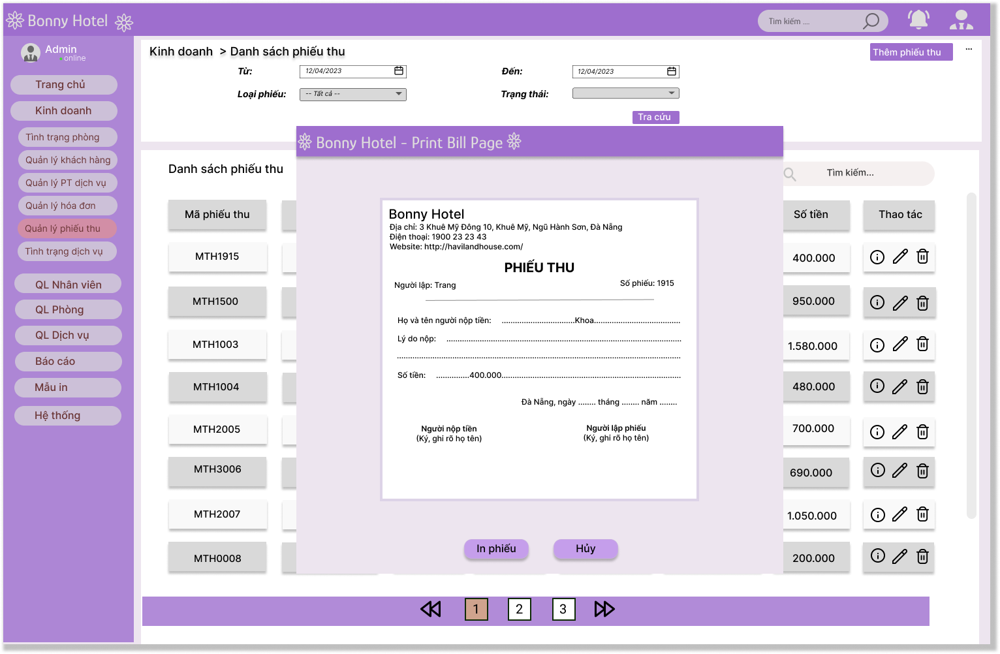 Bonny Hotel
Tìm kiếm ....
Admin
online
Trang chủ
Kinh doanh
Tình trạng phòng
Quản lý khách hàng
Quản lý PT dịch vụ
Quản lý hóa đơn
Quản lý phiếu thu
Tình trạng dịch vụ
QL Nhân viên
QL Phòng
QL Dịch vụ
Báo cáo
Mẫu in
Hệ thống
Kinh doanh > Danh sách phiếu thu
Thêm phiếu thu
...
Từ: 12/04/2023
Đến: 12/04/2023
Loại phiếu: -- Tất cả --
Trạng thái:
Tra cứu
Danh sách phiếu thu
Tìm kiếm...
Mã phiếu thu
Số tiền
Thao tác
MTH1915
400.000
MTH1500
950.000
MTH1003
1.580.000
MTH1004
480.000
MTH2005
700.000
MTH3006
690.000
MTH2007
1.050.000
MTH0008
200.000
Bonny Hotel - Print Bill Page
Bonny Hotel
Địa chỉ: 3 Khuê Mỹ Đông 10, Khuê Mỹ, Ngũ Hành Sơn, Đà Nẵng
Điện thoại: 1900 23 23 43
Website: http://havilandhouse.com/
PHIẾU THU
Người lập: Trang
Số phiếu: 1915
Họ và tên người nộp tiền: .................................Khoa.......................................
Lý do nộp: ..........................................................................................................
................................................................................................................................
Số tiền: ...............400.000.................................................................................
Đà Nẵng, ngày ........ tháng ........ năm ........
Người nộp tiền
(Ký, ghi rõ họ tên)
Người lập phiếu
(Ký, ghi rõ họ tên)
In phiếu
Hủy
1
2
3